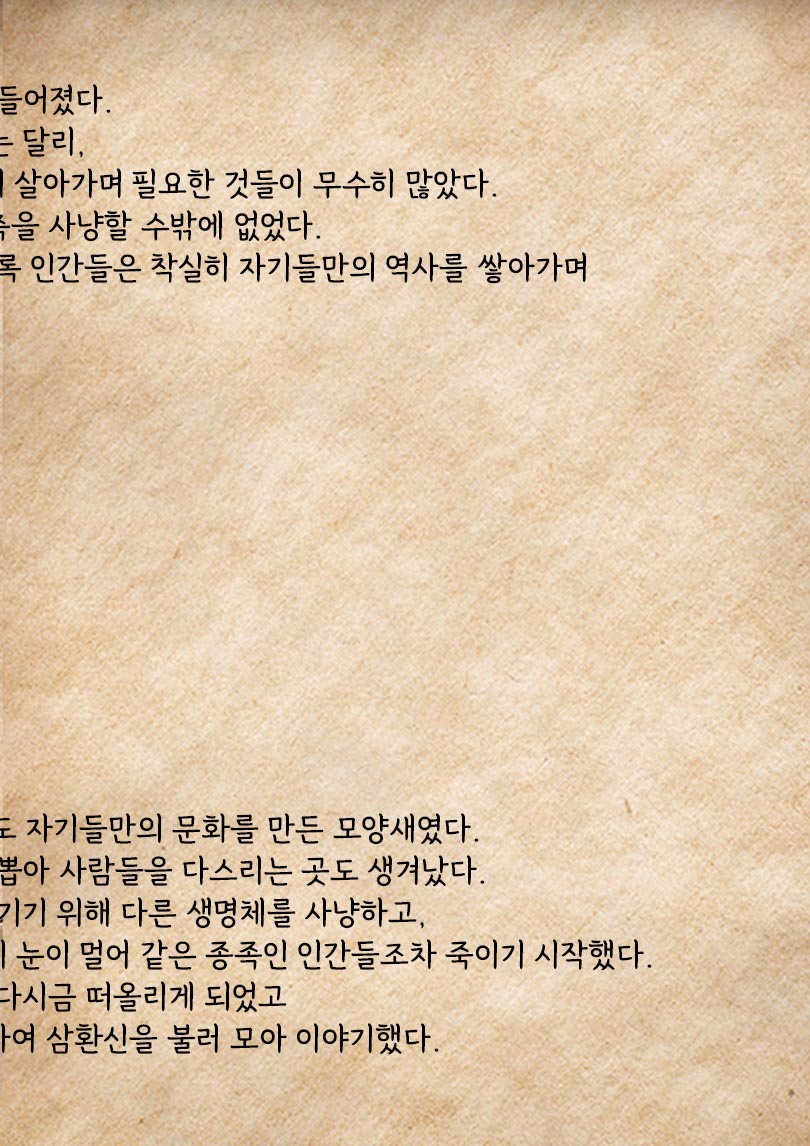 들어졌다.
는 달리,
살아가며 필요한 것들이 무수히 많았다.
족을 사냥할 수밖에 없었다.
록 인간들은 착실히 자기들만의 역사를 쌓아가며
도 자기들만의 문화를 만든 모양새였다.
뽑아 사람들을 다스리는 곳도 생겨났다.
기기 위해 다른 생명체를 사냥하고,
눈이 멀어 같은 종족인 인간들조차 죽이기 시작했다.
다시금 떠올리게 되었고
하여 삼환신을 불러 모아 이야기했다.